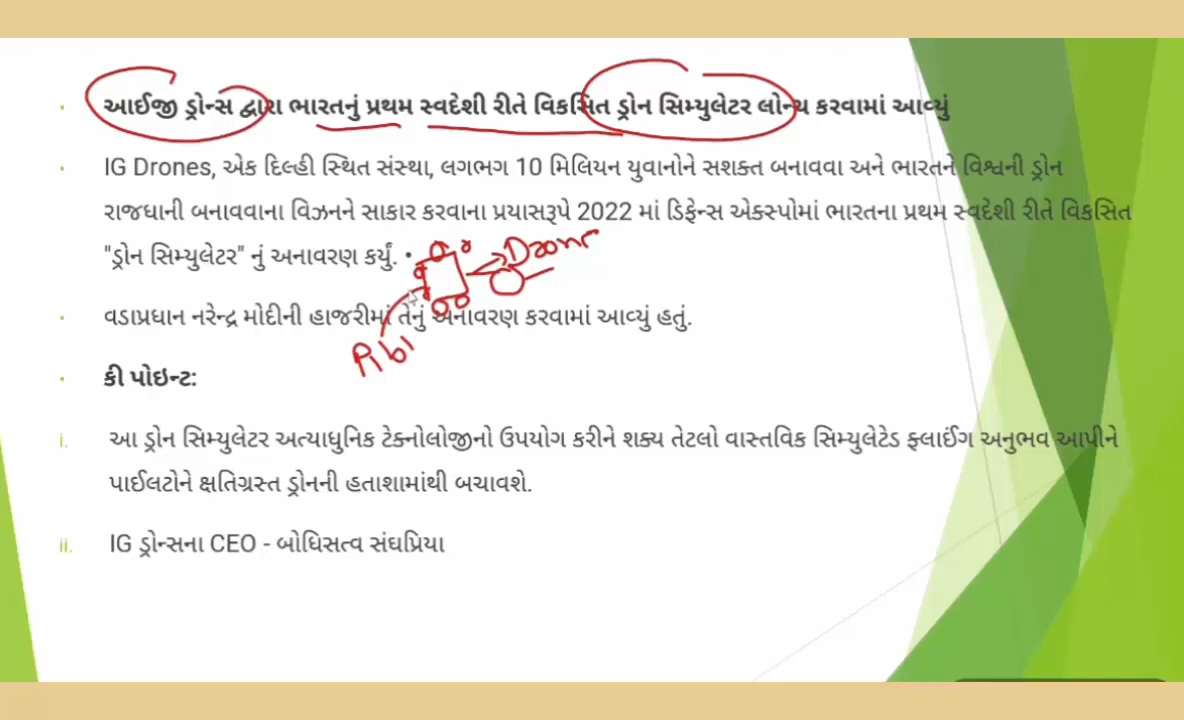 આઈજી ડ્રોન્સ દ્વારા ભારતનું પ્રથમ સ્વદેશી રીતે વિકસિત ડ્રોન સિમ્યુલેટર લોન્ચ કરવામાં આવ્યું
IG Drones, એક દિલ્હી સ્થિત સંસ્થા, લગભગ 10 મિલિયન યુવાનોને સશક્ત બનાવવા અને ભારતને વિશ્વની ડ્રોન
રાજધાની બનાવવાના વિઝનને સાકાર કરવાના પ્રયાસરૂપે 2022 માં ડિફેન્સ એક્સ્પોમાં ભારતના પ્રથમ સ્વદેશી રીતે વિકસિત
"ડ્રોન સિમ્યુલેટર" નું અનાવરણ કર્યું. •
Drone
વડાપ્રધાન નરેન્દ્ર મોદીની હાજરીમાં તેનું અનાવરણ કરવામાં આવ્યું હતું.
કી પોઇન્ટ:
i. આ ડ્રોન સિમ્યુલેટર અત્યાધુનિક ટેક્નોલોજીનો ઉપયોગ કરીને શક્ય તેટલો વાસ્તવિક સિમ્યુલેટેડ ફ્લાઈંગ અનુભવ આપીને
પાઈલટોને ક્ષતિગ્રસ્ત ડ્રોનની હતાશામાંથી બચાવશે.
ii. IG ડ્રોન્સના CEO - બોધિસત્વ સંઘપ્રિયા